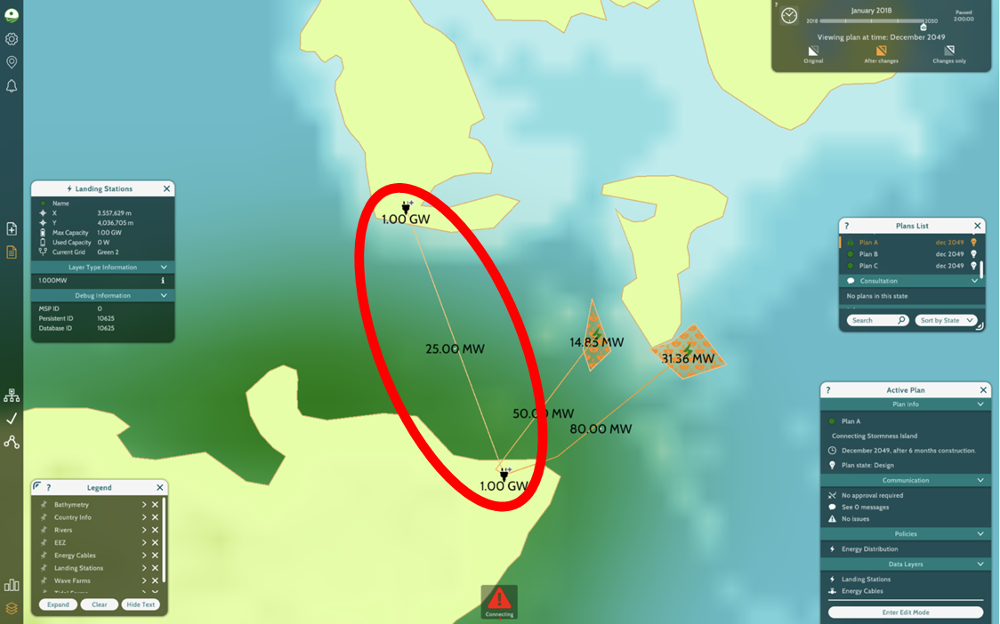 January 2018
2018
2050
Paused
2:00:00
Viewing plan at time: December 2049
Original
After changes
Changes only
Landing Stations
Name
X 3,557,629 m
Y 4,036,705 m
Max Capacity 1.00 GW
Used Capacity 0 W
Current Grid Green 2
Layer Type Information
1000MW
Debug Information
MSP ID 0
Persistent ID 10625
Database ID 10625
1.00 GW
25.00 MW
14.83 MW
31.36 MW
50.00 MW
80.00 MW
1.00 GW
? Plans List
Plan A dec 2049
Plan B dec 2049
Plan C dec 2049
Consultation
No plans in this state
Search
Sort by State
? Active Plan
Plan Info
Plan A
Connecting Stormness Island
December 2049, after 6 months construction.
Plan state: Design
Communication
No approval required
See 0 messages
No issues
Policies
Energy Distribution
Data Layers
Landing Stations
Energy Cables
Enter Edit Mode
? Legend
Bathymetry
Country Info
Rivers
EEZ
Energy Cables
Landing Stations
Wave Farms
Tidal Farms
Expand
Clear
Hide Text
Connecting